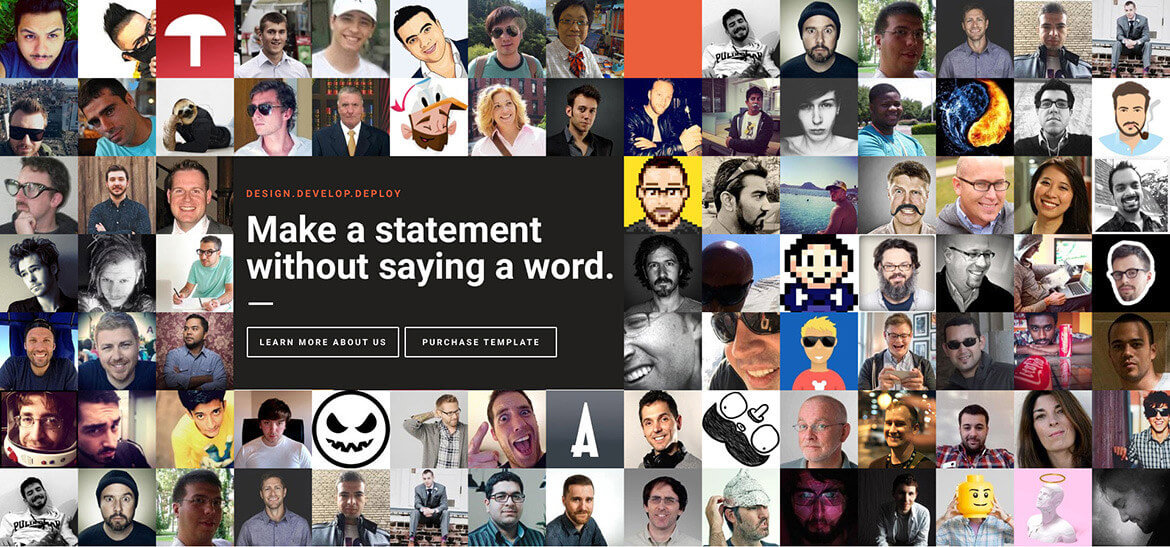 DESIGN.DEVELOP.DEPLOY
Make a statement
without saying a word.
LEARN MORE ABOUT US
PURCHASE TEMPLATE
A